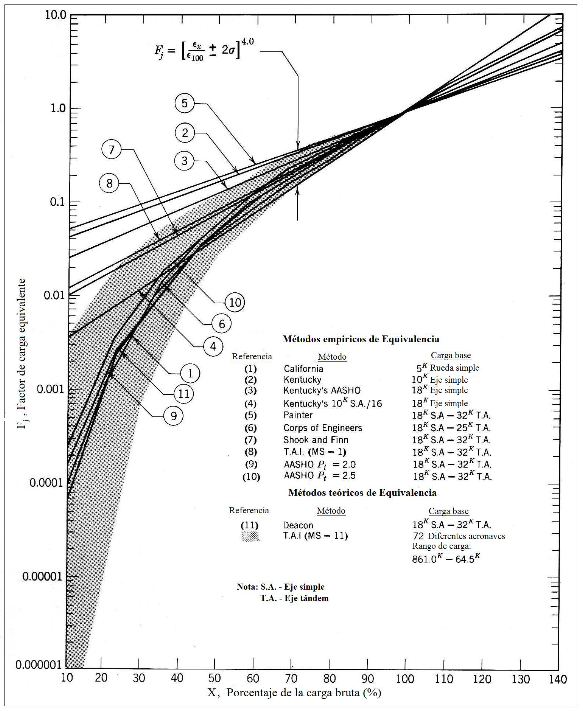 10.0
1.0
0.1
0.01
0.001
0.0001
0.00001
0.000001
Fj, Factor de carga equivalente
Fj = [ εx/ε100 ± 2σ ]^4.0
5
2
3
7
8
10
6
4
1
11
9
Métodos empíricos de Equivalencia
Referencia Método Carga base
(1) California 5K Rueda simple
(2) Kentucky 10K Eje simple
(3) Kentucky's AASHO 18K Eje simple
(4) Kentucky's 10K S.A./16 18K Eje simple
(5) Painter 18K S.A – 32K T.A.
(6) Corps of Engineers 18K S.A – 25K T.A.
(7) Shook and Finn 18K S.A – 32K T.A.
(8) T.A.I. (MS – 1) 18K S.A – 32K T.A.
(9) AASHO Pt = 2.0 18K S.A – 32K T.A.
(10) AASHO Pt = 2.5 18K S.A – 32K T.A.
Métodos teóricos de Equivalencia
Referencia Método Carga base
(11) Deacon 18K S.A – 32K T.A.
T.A.I (MS – 11) 72 Diferentes aeronaves
Rango de carga:
861.0K – 64.5K
Nota: S.A. - Eje simple
T.A. - Eje tándem
10 20 30 40 50 60 70 80 90 100 110 120 130 140
X, Porcentaje de la carga bruta (%)